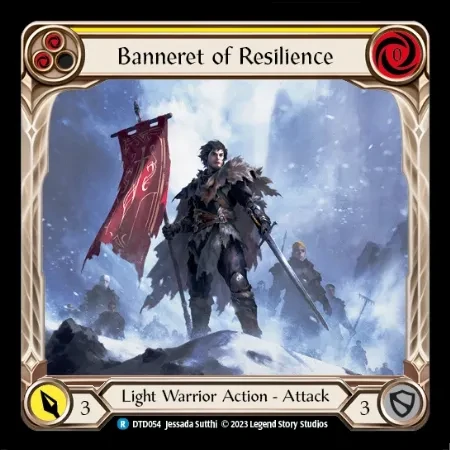 Banneret of Resilience
0
Light Warrior Action - Attack
3
3
R DTD054 Jessada Sutthi © 2023 Legend Story Studios